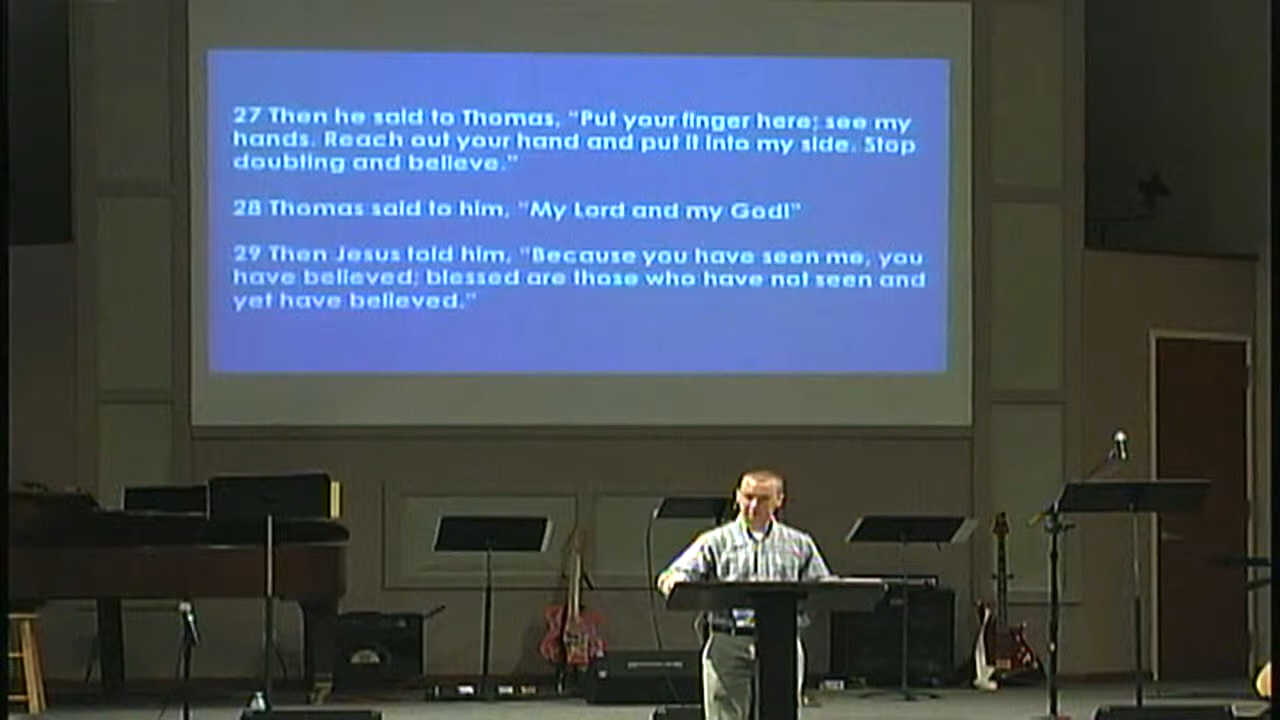 27 Then he said to Thomas, "Put your finger here; see my
hands. Reach out your hand and put it into my side. Stop
doubting and believe."
28 Thomas said to him, "My Lord and my God!"
29 Then Jesus told him, "Because you have seen me, you
have believed; blessed are those who have not seen and
yet have believed."